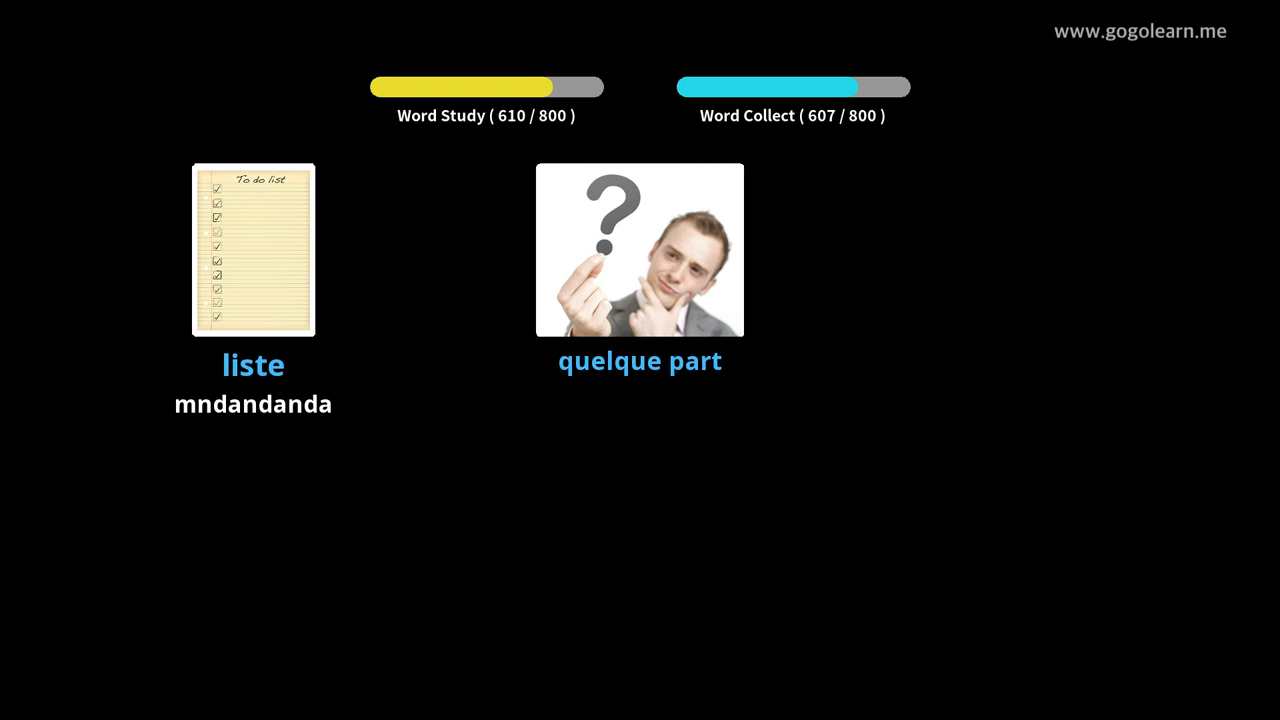 www.gogolearn.me
Word Study ( 610 / 800 )
Word Collect ( 607 / 800 )
To do list
liste
mndandanda
quelque part